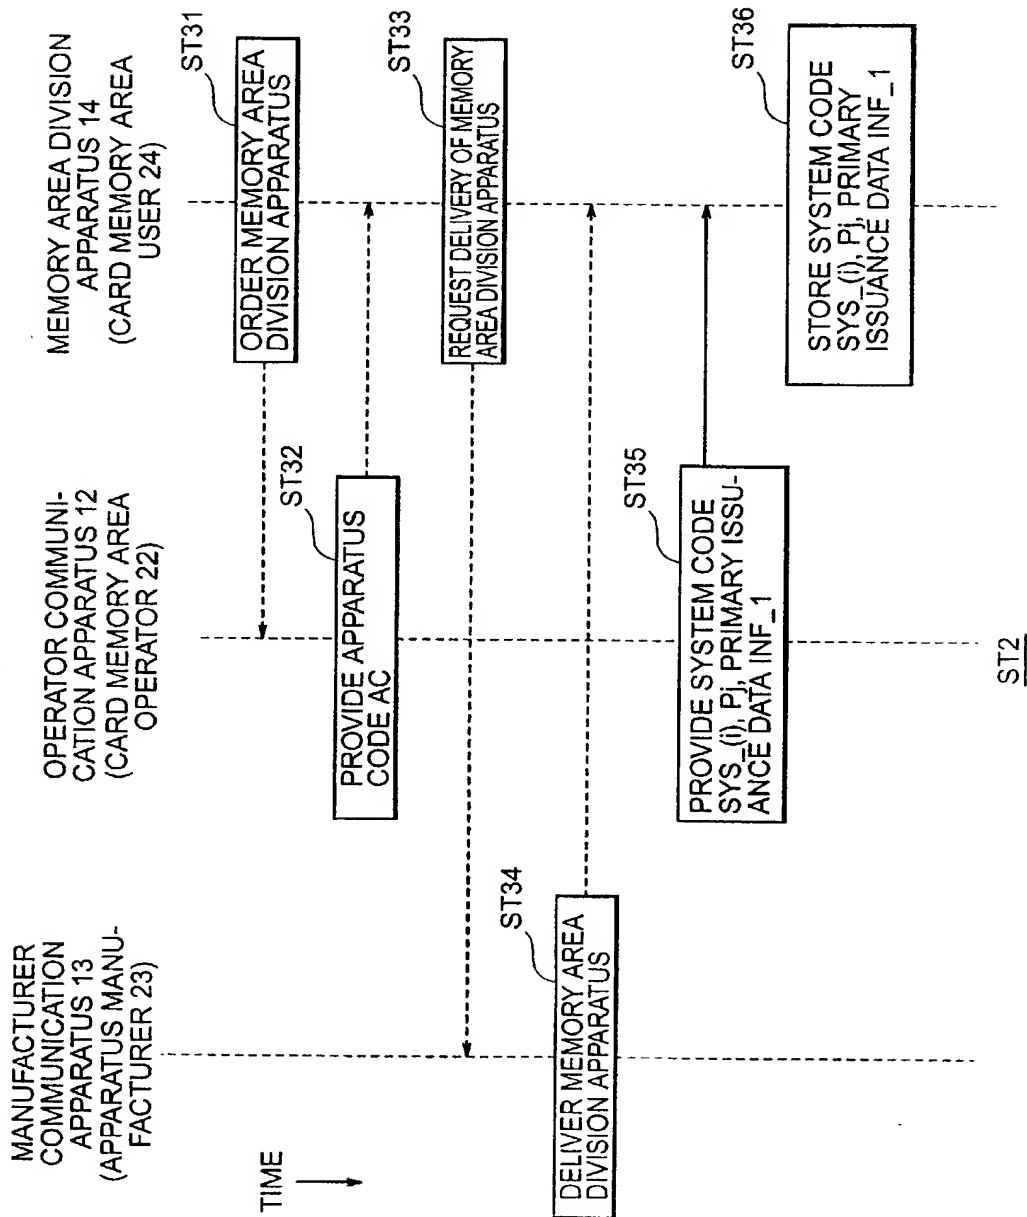 MANUFACTURER
COMMUNICATION
APPARATUS 13
(APPARATUS MANU-
FACTURER 23)
OPERATOR COMMUNI-
CATION APPARATUS 12
(CARD MEMORY AREA
OPERATOR 22)
MEMORY AREA DIVISION
APPARATUS 14
(CARD MEMORY AREA
USER 24)
TIME
ST31
ORDER MEMORY AREA
DIVISION APPARATUS
ST32
PROVIDE APPARATUS
CODE AC
ST33
REQUEST DELIVERY OF MEMORY
AREA DIVISION APPARATUS
ST34
DELIVER MEMORY AREA
DIVISION APPARATUS
ST35
PROVIDE SYSTEM CODE
SYS_(i), Pj, PRIMARY ISSU-
ANCE DATA INF_1
ST36
STORE SYSTEM CODE
SYS_(i), Pj, PRIMARY
ISSUANCE DATA INF_1
ST2